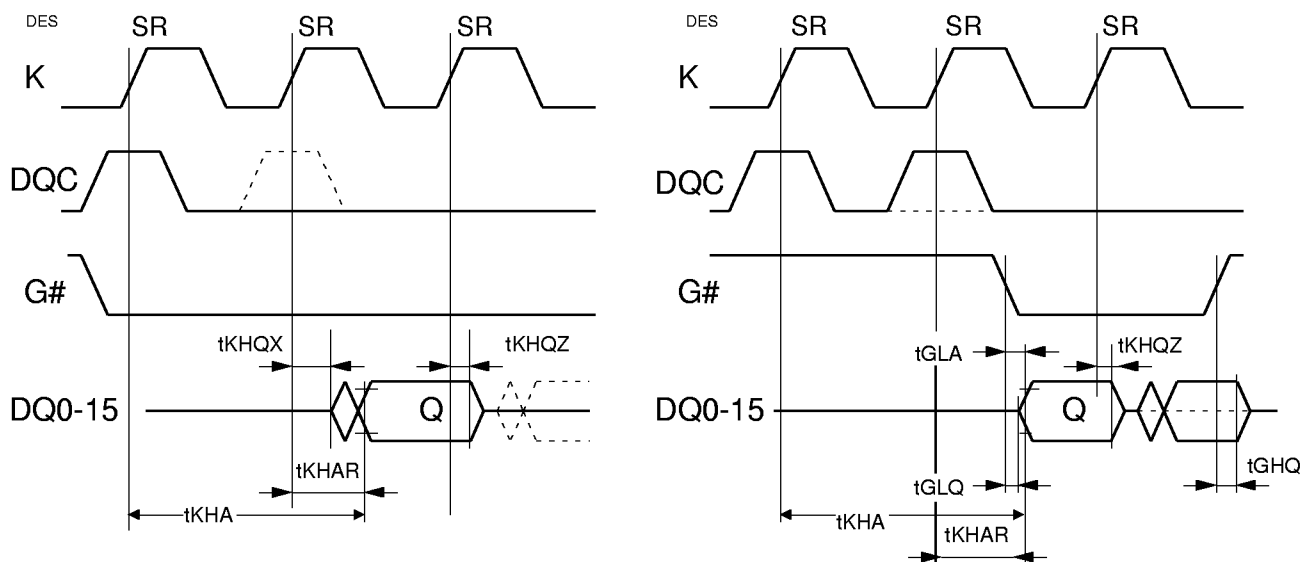 DES SR SR SR
K
DQC
G#
tKHQX tKHQZ
DQ0-15 Q
tKHAR
tKHA
DES SR SR SR
K
DQC
G#
tGLA tKHQZ
DQ0-15 Q
tGLQ tGHQ
tKHA
tKHAR